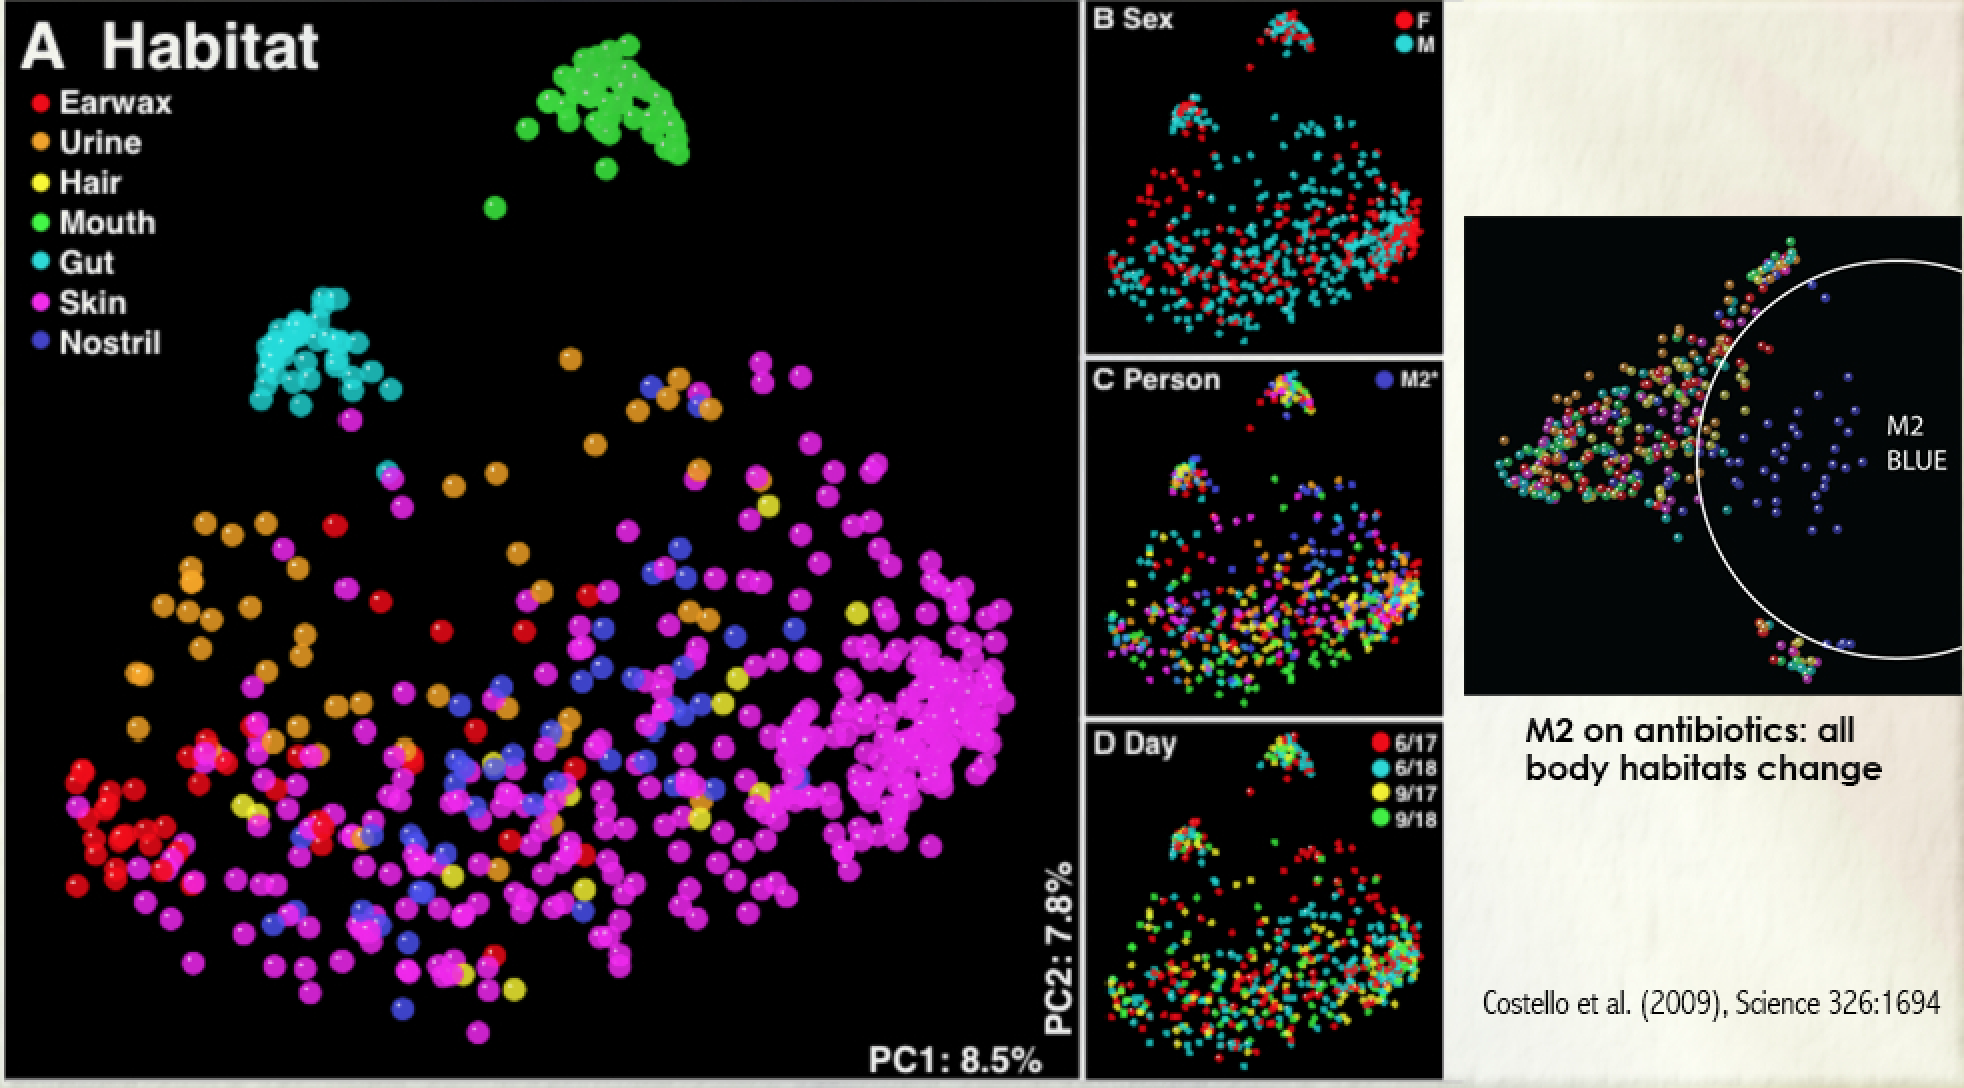 A Habitat
Earwax
Urine
Hair
Mouth
Gut
Skin
Nostril
PC2: 7.8%
PC1: 8.5%
B Sex
F
M
C Person
M2*
D Day
6/17
6/18
9/17
9/18
M2
BLUE
M2 on antibiotics: all
body habitats change
Costello et al. (2009), Science 326:1694